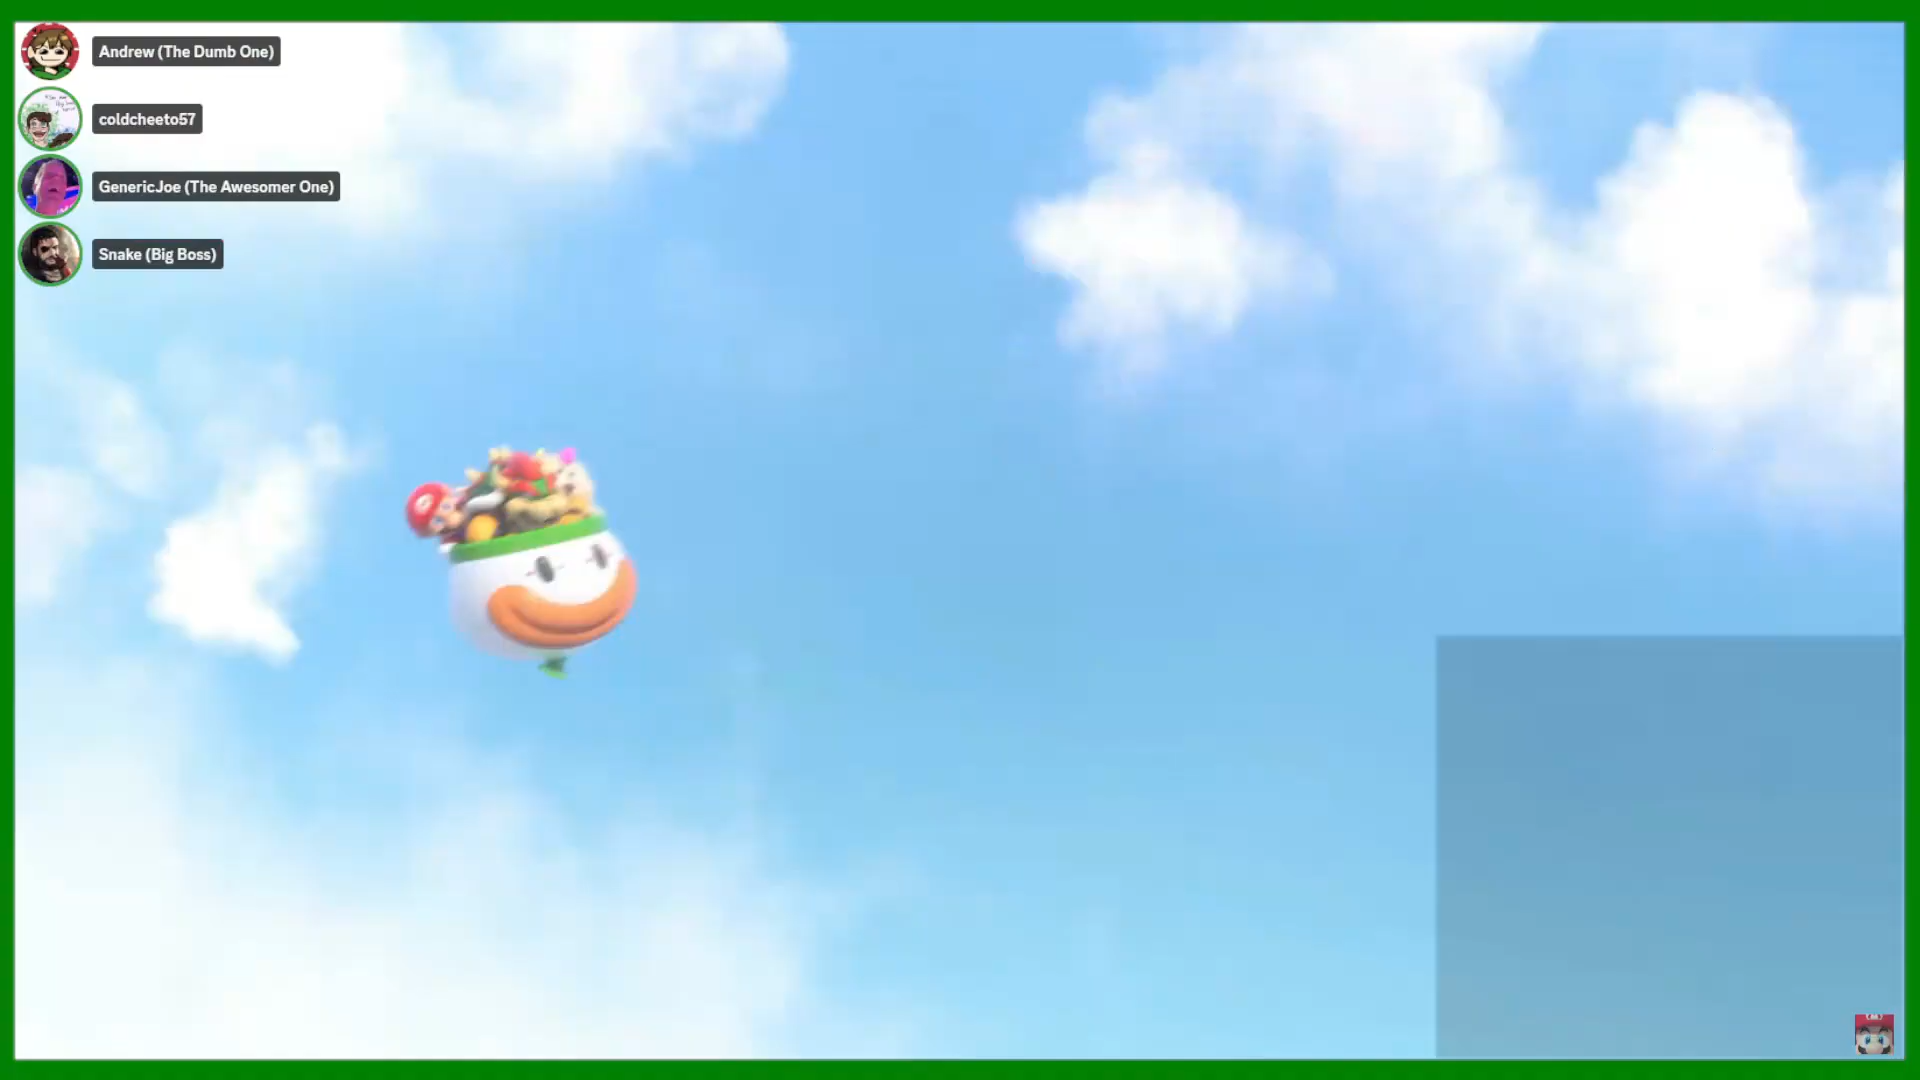 Andrew (The Dumb One)
coldcheeto57
GenericJoe (The Awesomer One)
Snake (Big Boss)